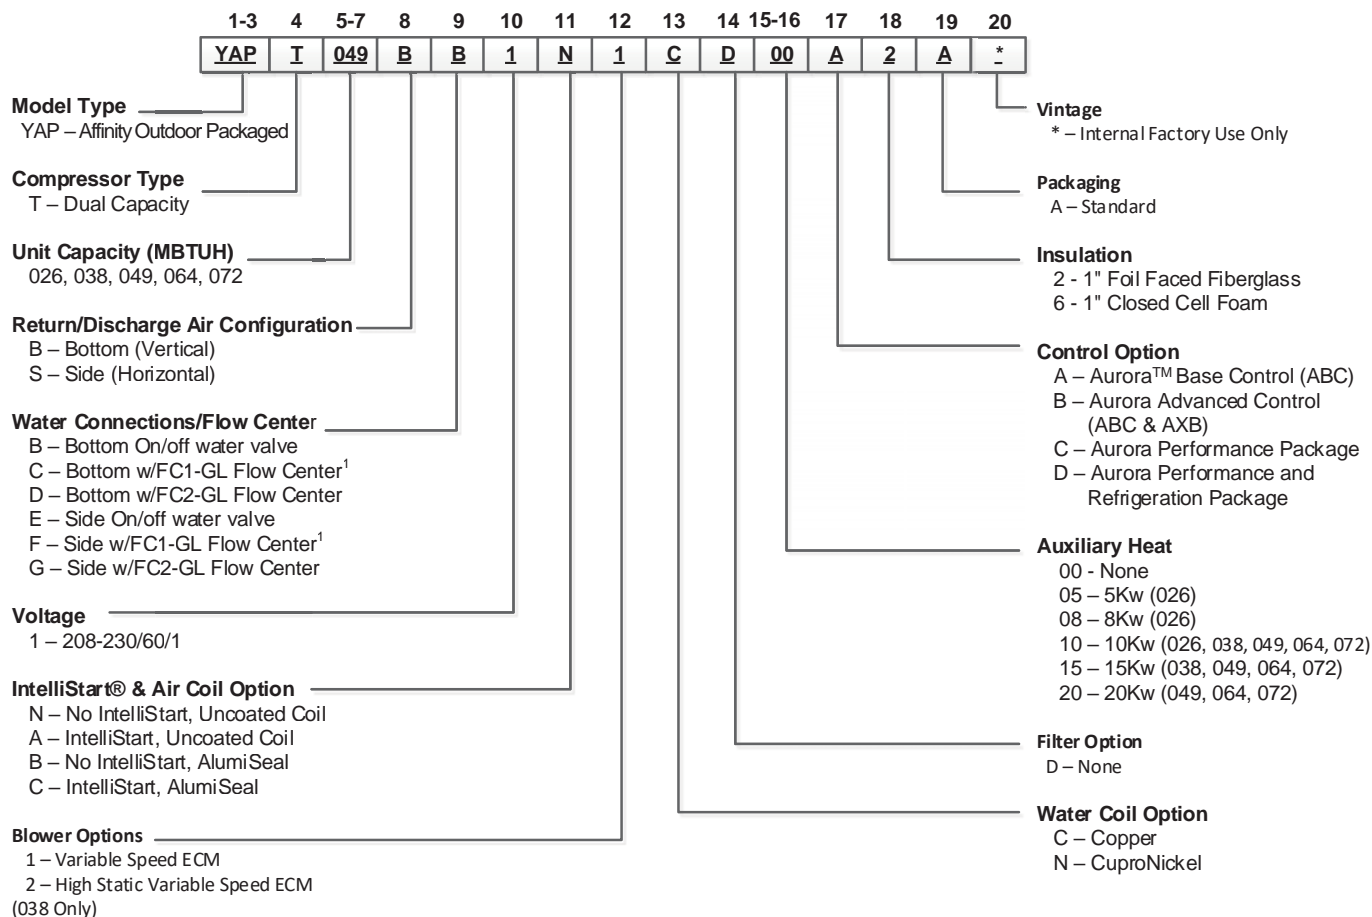 1-3 4 5-7 8 9 10 11 12 13 14 15-16 17 18 19 20
YAP T 049 B B 1 N 1 C D 00 A 2 A *
Model Type
YAP – Affinity Outdoor Packaged
Compressor Type
T – Dual Capacity
Unit Capacity (MBTUH)
026, 038, 049, 064, 072
Return/Discharge Air Configuration
B – Bottom (Vertical)
S – Side (Horizontal)
Water Connections/Flow Center
B – Bottom On/off water valve
C – Bottom w/FC1-GL Flow Center¹
D – Bottom w/FC2-GL Flow Center
E – Side On/off water valve
F – Side w/FC1-GL Flow Center¹
G – Side w/FC2-GL Flow Center
Voltage
1 – 208-230/60/1
IntelliStart® & Air Coil Option
N – No IntelliStart, Uncoated Coil
A – IntelliStart, Uncoated Coil
B – No IntelliStart, AlumiSeal
C – IntelliStart, AlumiSeal
Blower Options
1 – Variable Speed ECM
2 – High Static Variable Speed ECM
(038 Only)
Vintage
* – Internal Factory Use Only
Packaging
A – Standard
Insulation
2 - 1" Foil Faced Fiberglass
6 - 1" Closed Cell Foam
Control Option
A – Aurora™ Base Control (ABC)
B – Aurora Advanced Control
(ABC & AXB)
C – Aurora Performance Package
D – Aurora Performance and
Refrigeration Package
Auxiliary Heat
00 - None
05 – 5Kw (026)
08 – 8Kw (026)
10 – 10Kw (026, 038, 049, 064, 072)
15 – 15Kw (038, 049, 064, 072)
20 – 20Kw (049, 064, 072)
Filter Option
D – None
Water Coil Option
C – Copper
N – CuproNickel